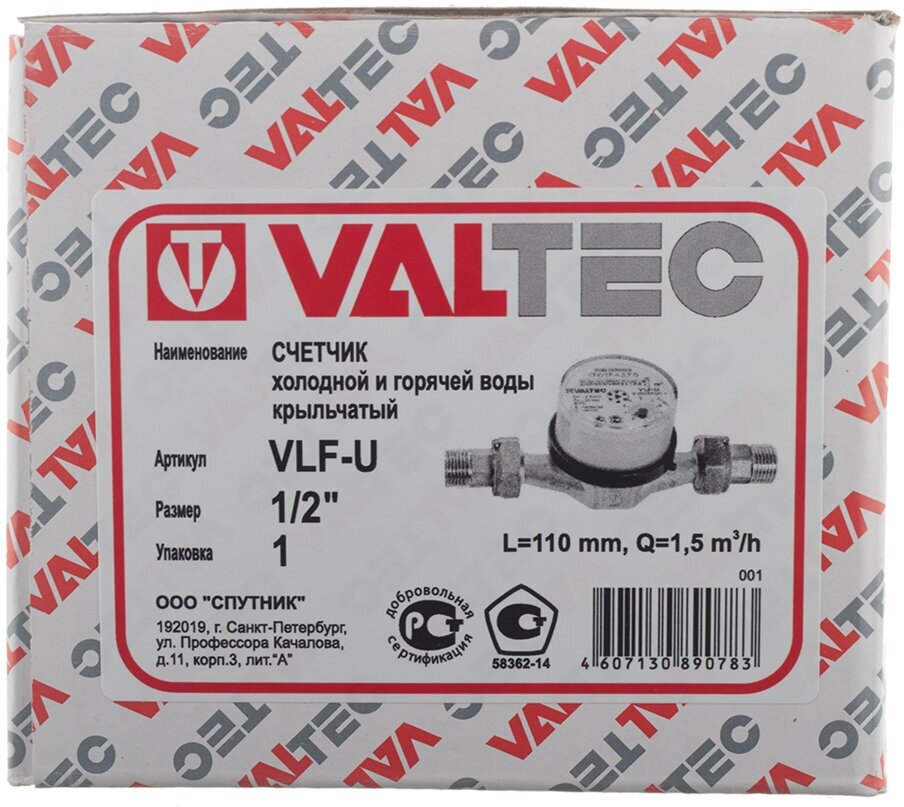 VALTEC
Наименование СЧЕТЧИК
холодной и горячей воды
крыльчатый
Артикул VLF-U
Размер 1/2"
Упаковка 1
L=110 mm, Q=1,5 m³/h
001
ООО "СПУТНИК"
192019, г. Санкт-Петербург,
ул. Профессора Качалова,
д.11, корп.3, лит."А"
добровольная
РСТ
сертификация
58362-14
4 607130 890783
VALTEC